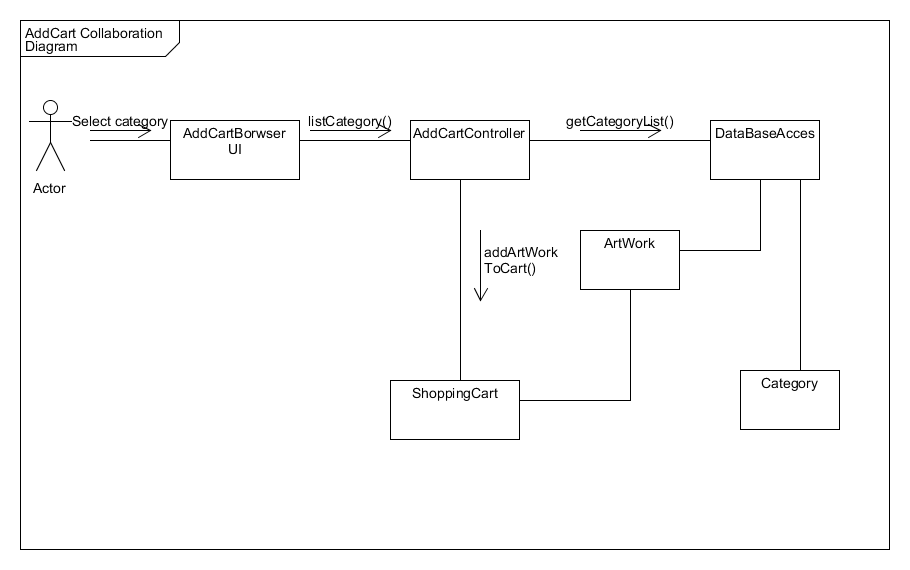 AddCart Collaboration
Diagram
Select category
listCategory()
getCategoryList()
AddCartBorwser
UI
AddCartController
DataBaseAcces
Actor
addArtWork
ToCart()
ArtWork
ShoppingCart
Category